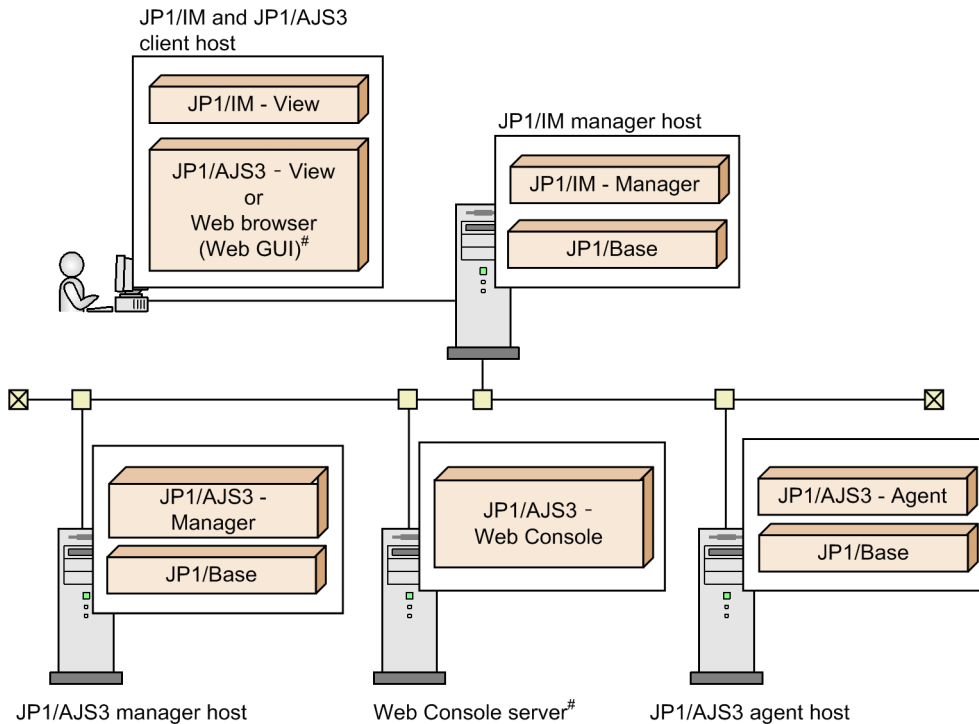 JP1/IM and JP1/AJS3
client host
JP1/IM - View
JP1/AJS3 - View
or
Web browser
(Web GUI)#
JP1/IM manager host
JP1/IM - Manager
JP1/Base
JP1/AJS3 -
Manager
JP1/Base
JP1/AJS3 manager host
JP1/AJS3 -
Web Console
Web Console server#
JP1/AJS3 - Agent
JP1/Base
JP1/AJS3 agent host